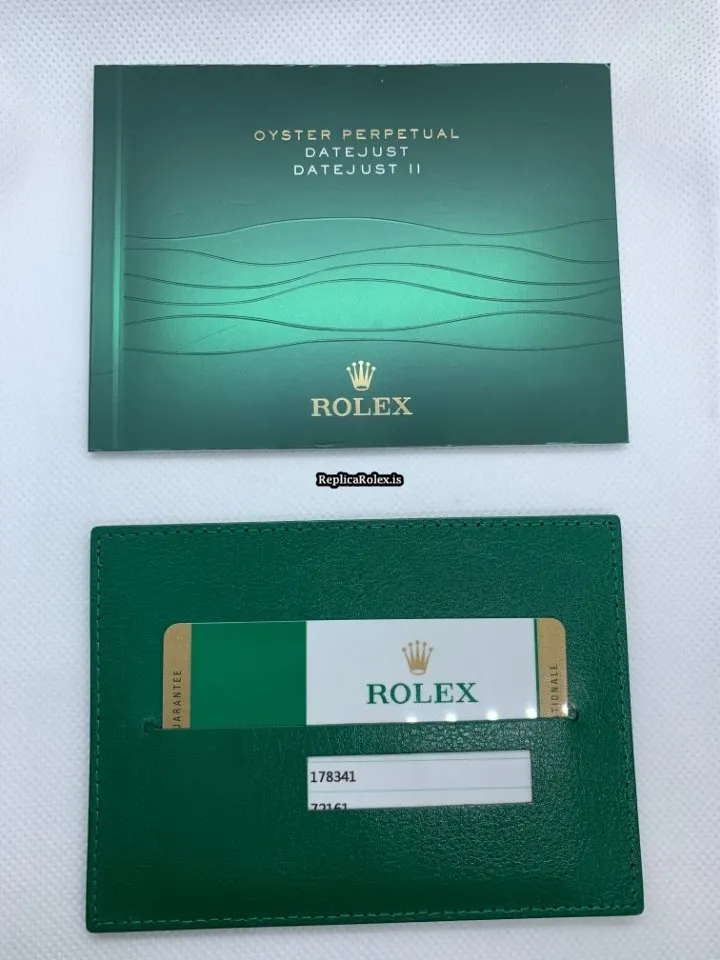 OYSTER PERPETUAL
DATEJUST
DATEJUST II
ROLEX
ReplicaRolex.is
ROLEX
178341